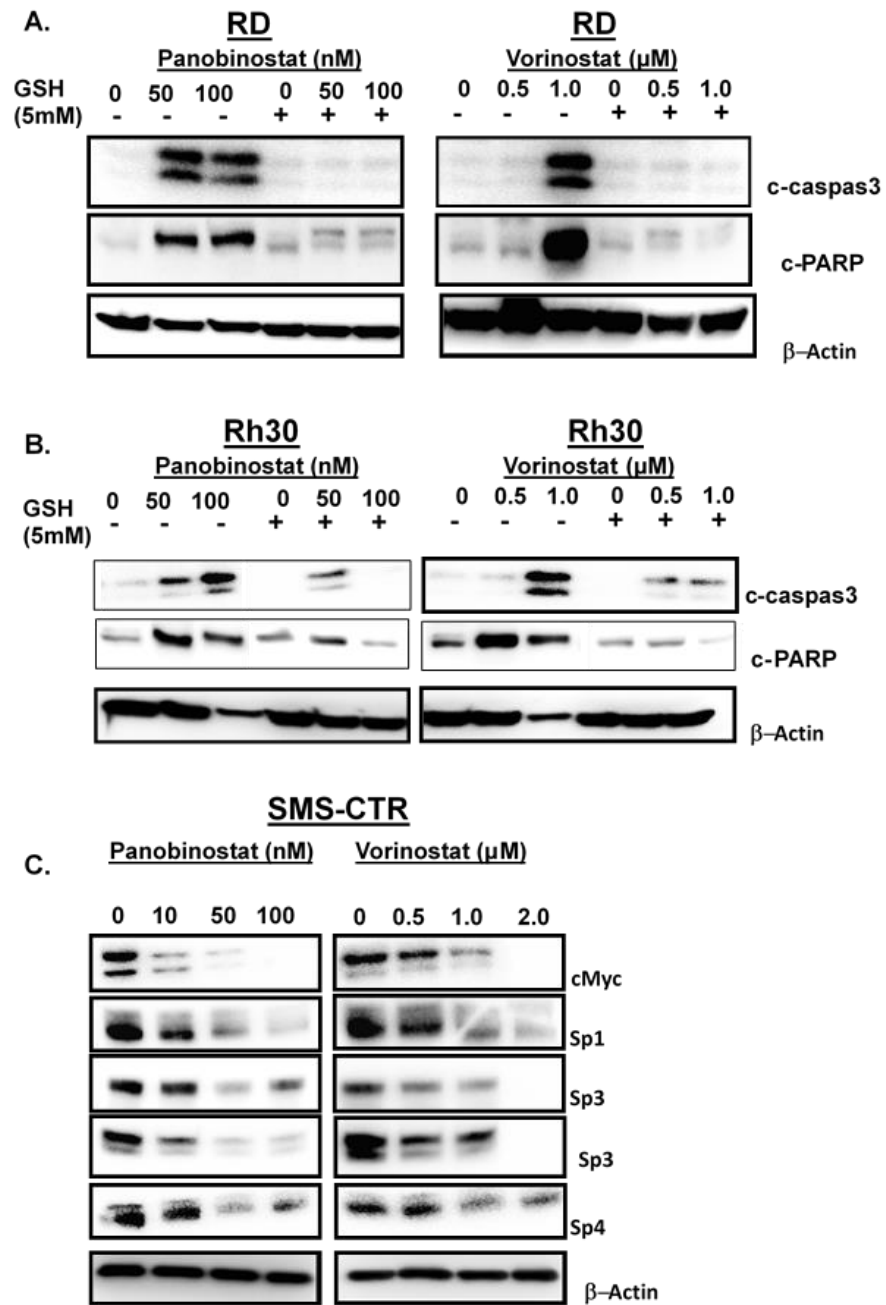 A.
RD
RD
Panobinostat (nM)
Vorinostat (µM)
GSH 0 50 100 0 50 100
0 0.5 1.0 0 0.5 1.0
(5mM) - - - + + +
- - - + + +
c-caspas3
c-PARP
β–Actin
B.
Rh30
Rh30
Panobinostat (nM)
Vorinostat (µM)
0 50 100 0 50 100
0 0.5 1.0 0 0.5 1.0
GSH - - - + + +
- - - + + +
(5mM)
c-caspas3
c-PARP
β–Actin
SMS-CTR
Panobinostat (nM)
Vorinostat (µM)
C.
0 10 50 100
0 0.5 1.0 2.0
cMyc
Sp1
Sp3
Sp3
Sp4
β–Actin